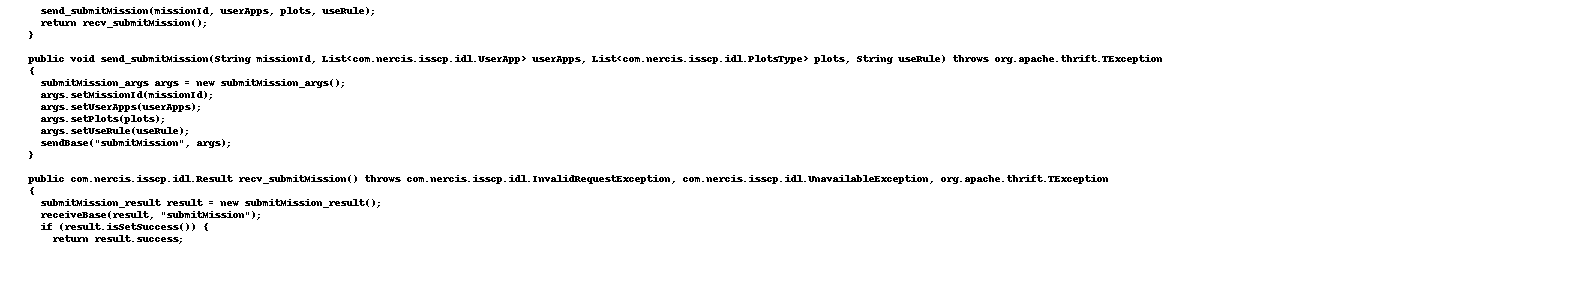 send_submitMission(missionId, userApps, plots, useRule);
return recv_submitMission();
}
public void send_submitMission(String missionId, List<com.nercis.isscp.idl.UserApp> userApps, List<com.nercis.isscp.idl.PlotsType> plots, String useRule) throws org.apache.thrift.TException
{
submitMission_args args = new submitMission_args();
args.setMissionId(missionId);
args.setUserApps(userApps);
args.setPlots(plots);
args.setUseRule(useRule);
sendBase("submitMission", args);
}
public com.nercis.isscp.idl.Result recv_submitMission() throws com.nercis.isscp.idl.InvalidRequestException, com.nercis.isscp.idl.UnavailableException, org.apache.thrift.TException
{
submitMission_result result = new submitMission_result();
receiveBase(result, "submitMission");
if (result.isSetSuccess()) {
return result.success;